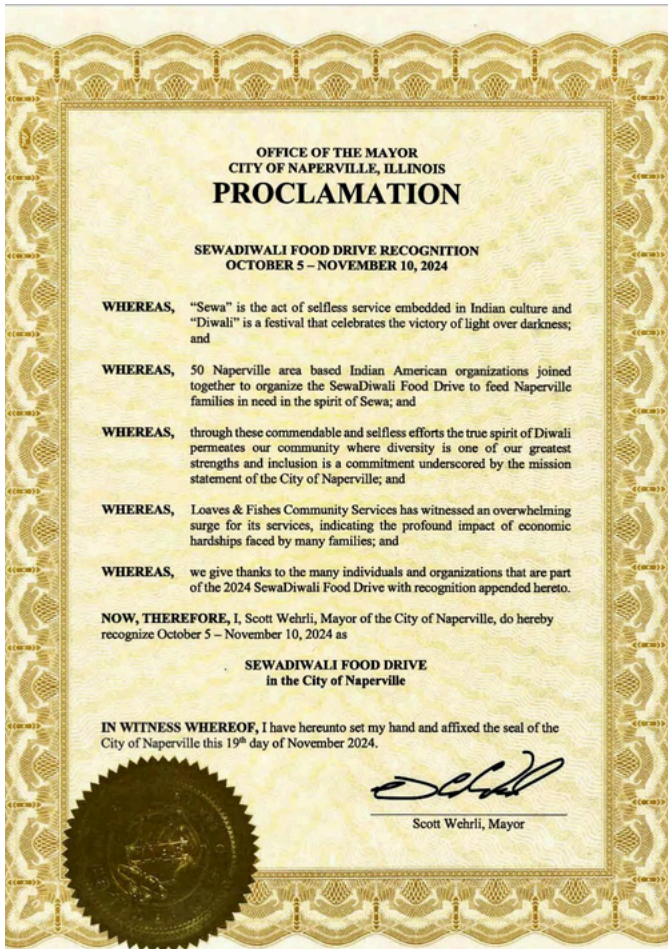 OFFICE OF THE MAYOR
CITY OF NAPERVILLE, ILLINOIS
PROCLAMATION
SEWADIWALI FOOD DRIVE RECOGNITION
OCTOBER 5 – NOVEMBER 10, 2024
WHEREAS, “Sewa” is the act of selfless service embedded in Indian culture and
“Diwali” is a festival that celebrates the victory of light over darkness;
and
WHEREAS, 50 Naperville area based Indian American organizations joined
together to organize the SewaDiwali Food Drive to feed Naperville
families in need in the spirit of Sewa; and
WHEREAS, through these commendable and selfless efforts the true spirit of Diwali
permeates our community where diversity is one of our greatest
strengths and inclusion is a commitment underscored by the mission
statement of the City of Naperville; and
WHEREAS, Loaves & Fishes Community Services has witnessed an overwhelming
surge for its services, indicating the profound impact of economic
hardships faced by many families; and
WHEREAS, we give thanks to the many individuals and organizations that are part
of the 2024 SewaDiwali Food Drive with recognition appended hereto.
NOW, THEREFORE, I, Scott Wehrli, Mayor of the City of Naperville, do hereby
recognize October 5 – November 10, 2024 as
SEWADIWALI FOOD DRIVE
in the City of Naperville
IN WITNESS WHEREOF, I have hereunto set my hand and affixed the seal of the
City of Naperville this 19th day of November 2024.
Scott Wehrli, Mayor